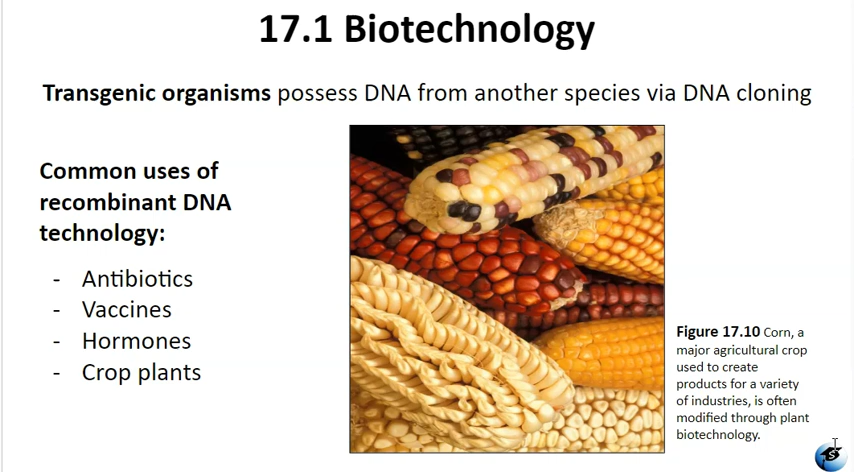 17.1 Biotechnology
Transgenic organisms possess DNA from another species via DNA cloning
Common uses of
recombinant DNA
technology:
- Antibiotics
- Vaccines
- Hormones
- Crop plants
Figure 17.10 Corn, a
major agricultural crop
used to create
products for a variety
of industries, is often
modified through plant
biotechnology.
S